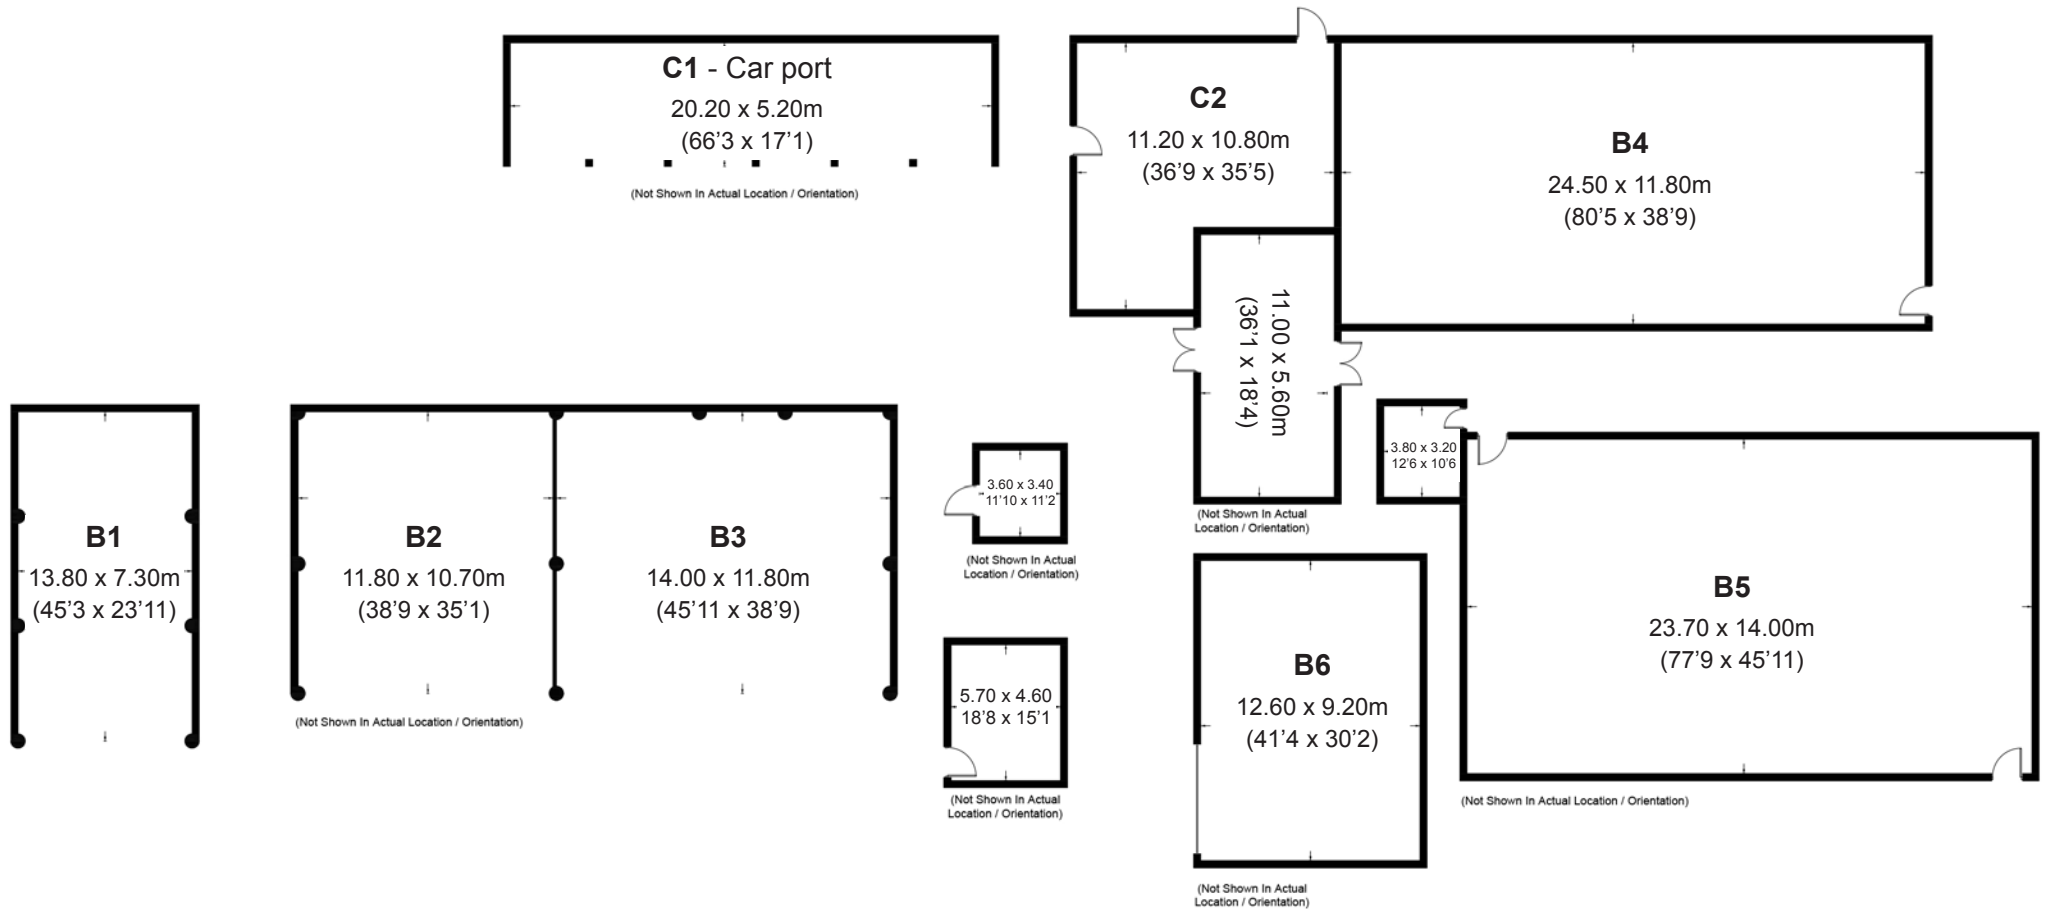 C1 - Car port
20.20 x 5.20m
(66’3 x 17’1)
(Not Shown In Actual Location / Orientation)
C2
11.20 x 10.80m
(36’9 x 35’5)
B4
24.50 x 11.80m
(80’5 x 38’9)
11.00 x 5.60m
(36’1 x 18’4)
(Not Shown In Actual
Location / Orientation)
B1
13.80 x 7.30m
(45’3 x 23’11)
B2
11.80 x 10.70m
(38’9 x 35’1)
B3
14.00 x 11.80m
(45’11 x 38’9)
(Not Shown In Actual Location / Orientation)
3.60 x 3.40
11’10 x 11’2
(Not Shown In Actual
Location / Orientation)
5.70 x 4.60
18’8 x 15’1
(Not Shown In Actual
Location / Orientation)
3.80 x 3.20
12’6 x 10’6
B5
23.70 x 14.00m
(77’9 x 45’11)
(Not Shown In Actual Location / Orientation)
B6
12.60 x 9.20m
(41’4 x 30’2)
(Not Shown In Actual
Location / Orientation)